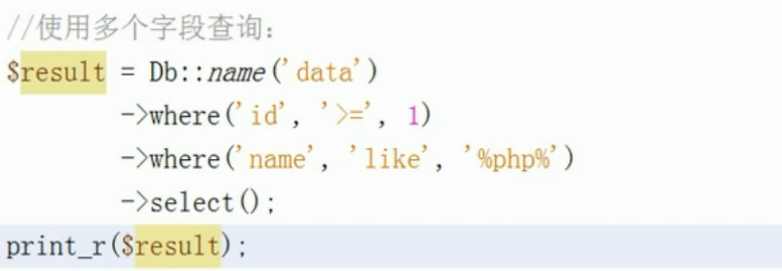 //使用多个字段查询:
$result = Db::name('data')
->where('id', '>=', 1)
->where('name', 'like', '%php%')
->select();
print_r($result);